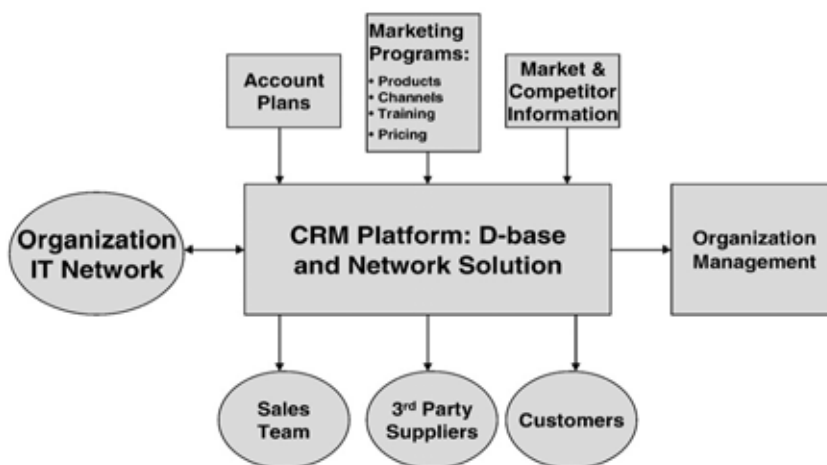 Account
Plans
Marketing
Programs:
• Products
• Channels
• Training
• Pricing
Market &
Competitor
Information
Organization
IT Network
CRM Platform: D-base
and Network Solution
Organization
Management
Sales
Team
3rd Party
Suppliers
Customers